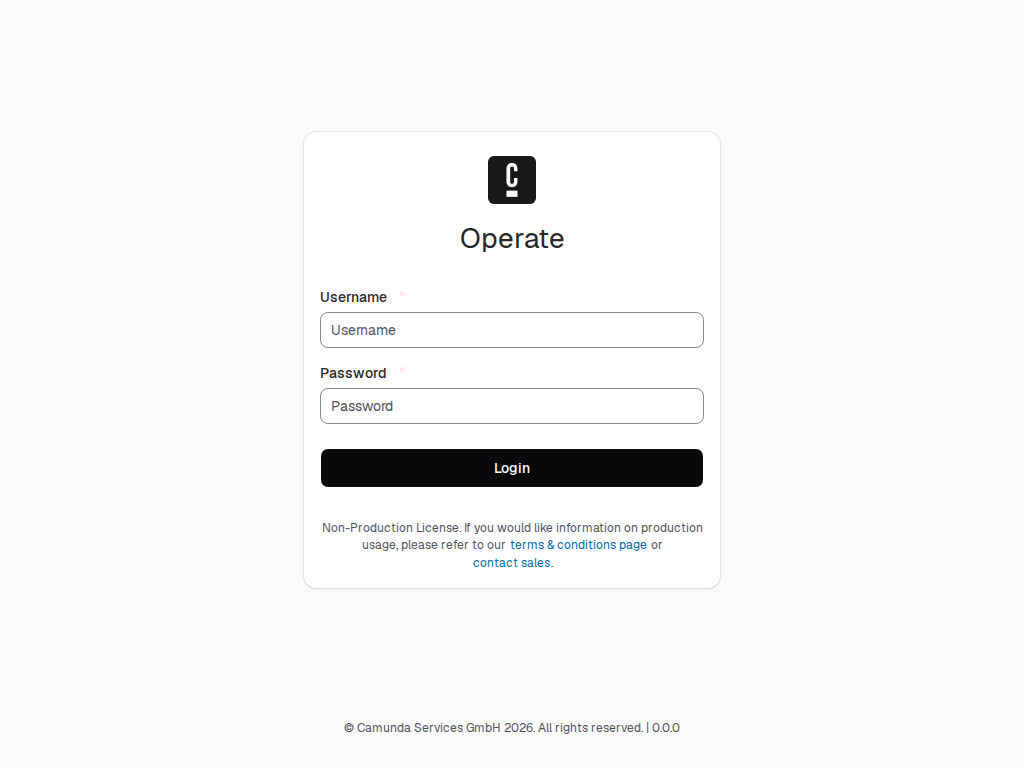 C
Operate
Username *
Username
Password *
Password
Login
Non-Production License. If you would like information on production
usage, please refer to our terms & conditions page or
contact sales.
© Camunda Services GmbH 2026. All rights reserved. | 0.0.0